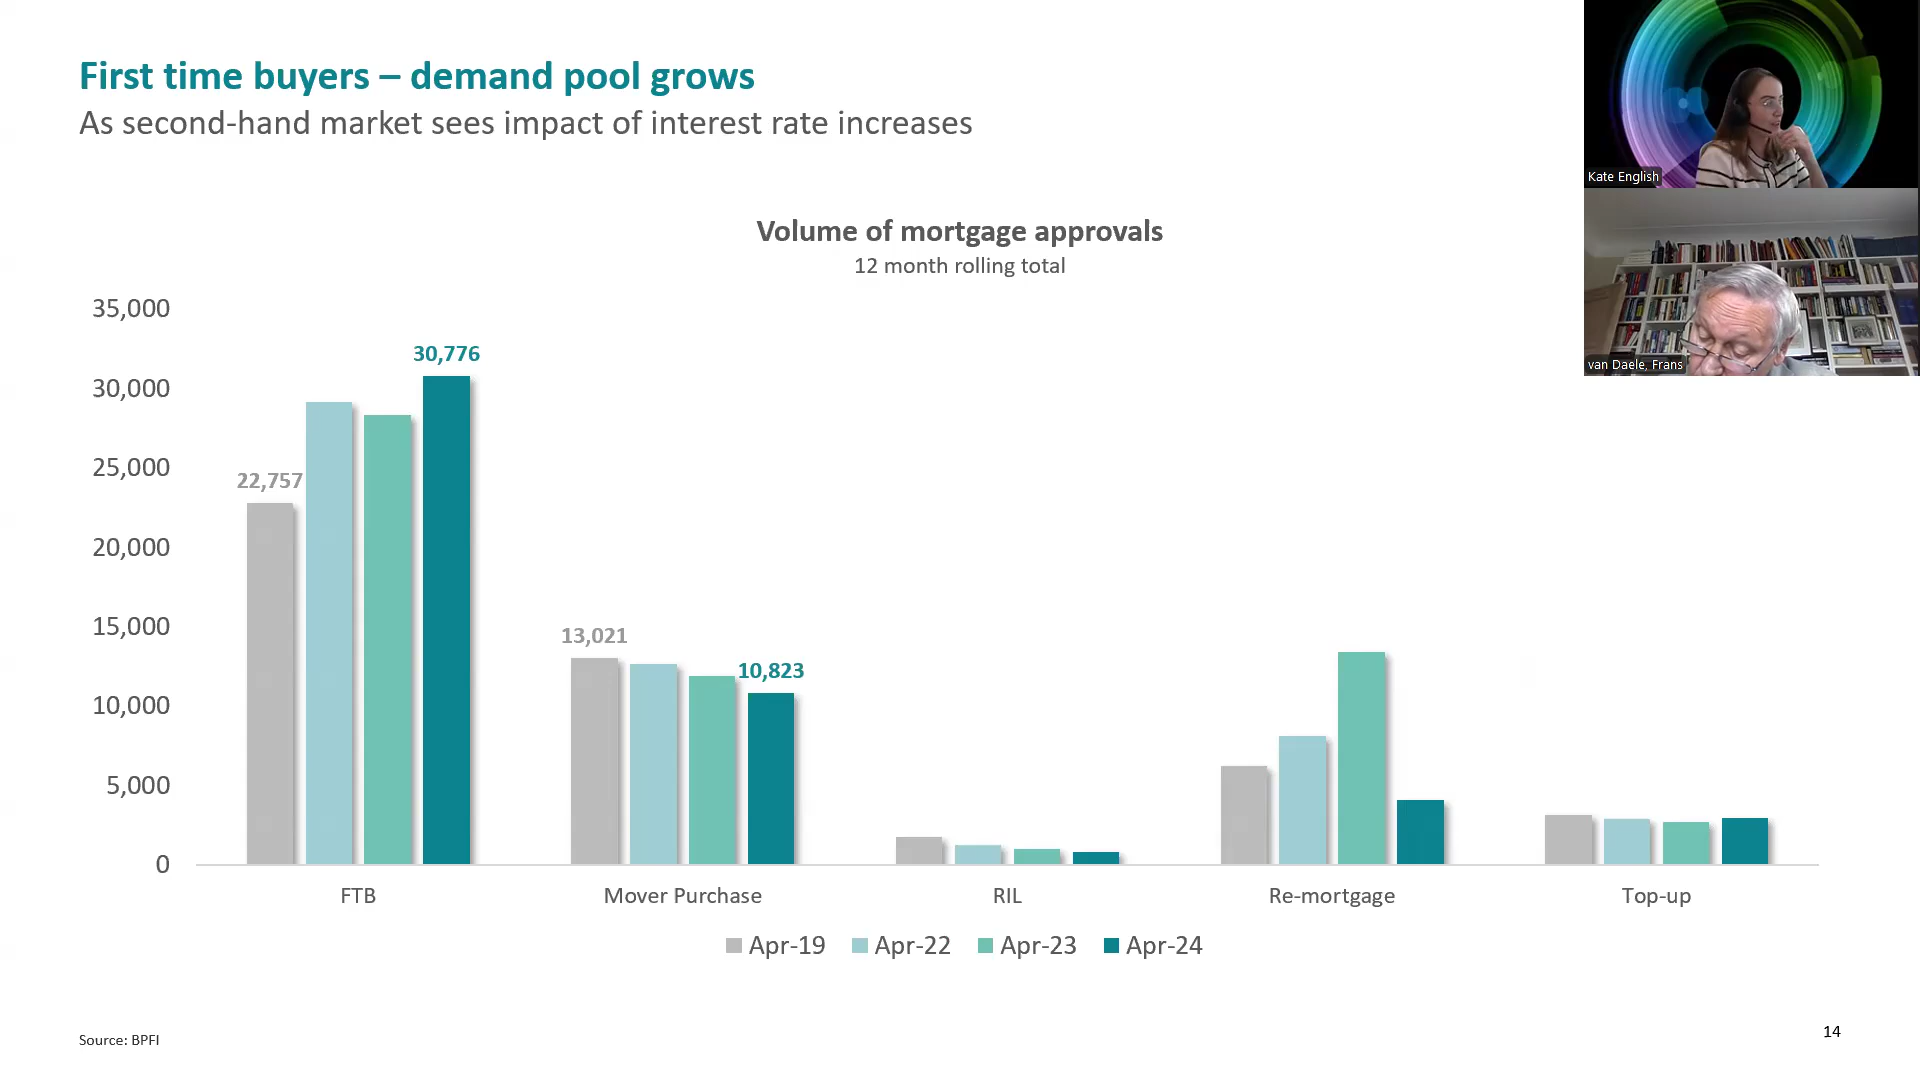 First time buyers – demand pool grows
As second-hand market sees impact of interest rate increases
Kate English
van Daele, Frans
Volume of mortgage approvals
12 month rolling total
35,000
30,000
25,000
20,000
15,000
10,000
5,000
0
22,757
30,776
13,021
10,823
FTB
Mover Purchase
RIL
Re-mortgage
Top-up
Apr-19
Apr-22
Apr-23
Apr-24
Source: BPFI
14